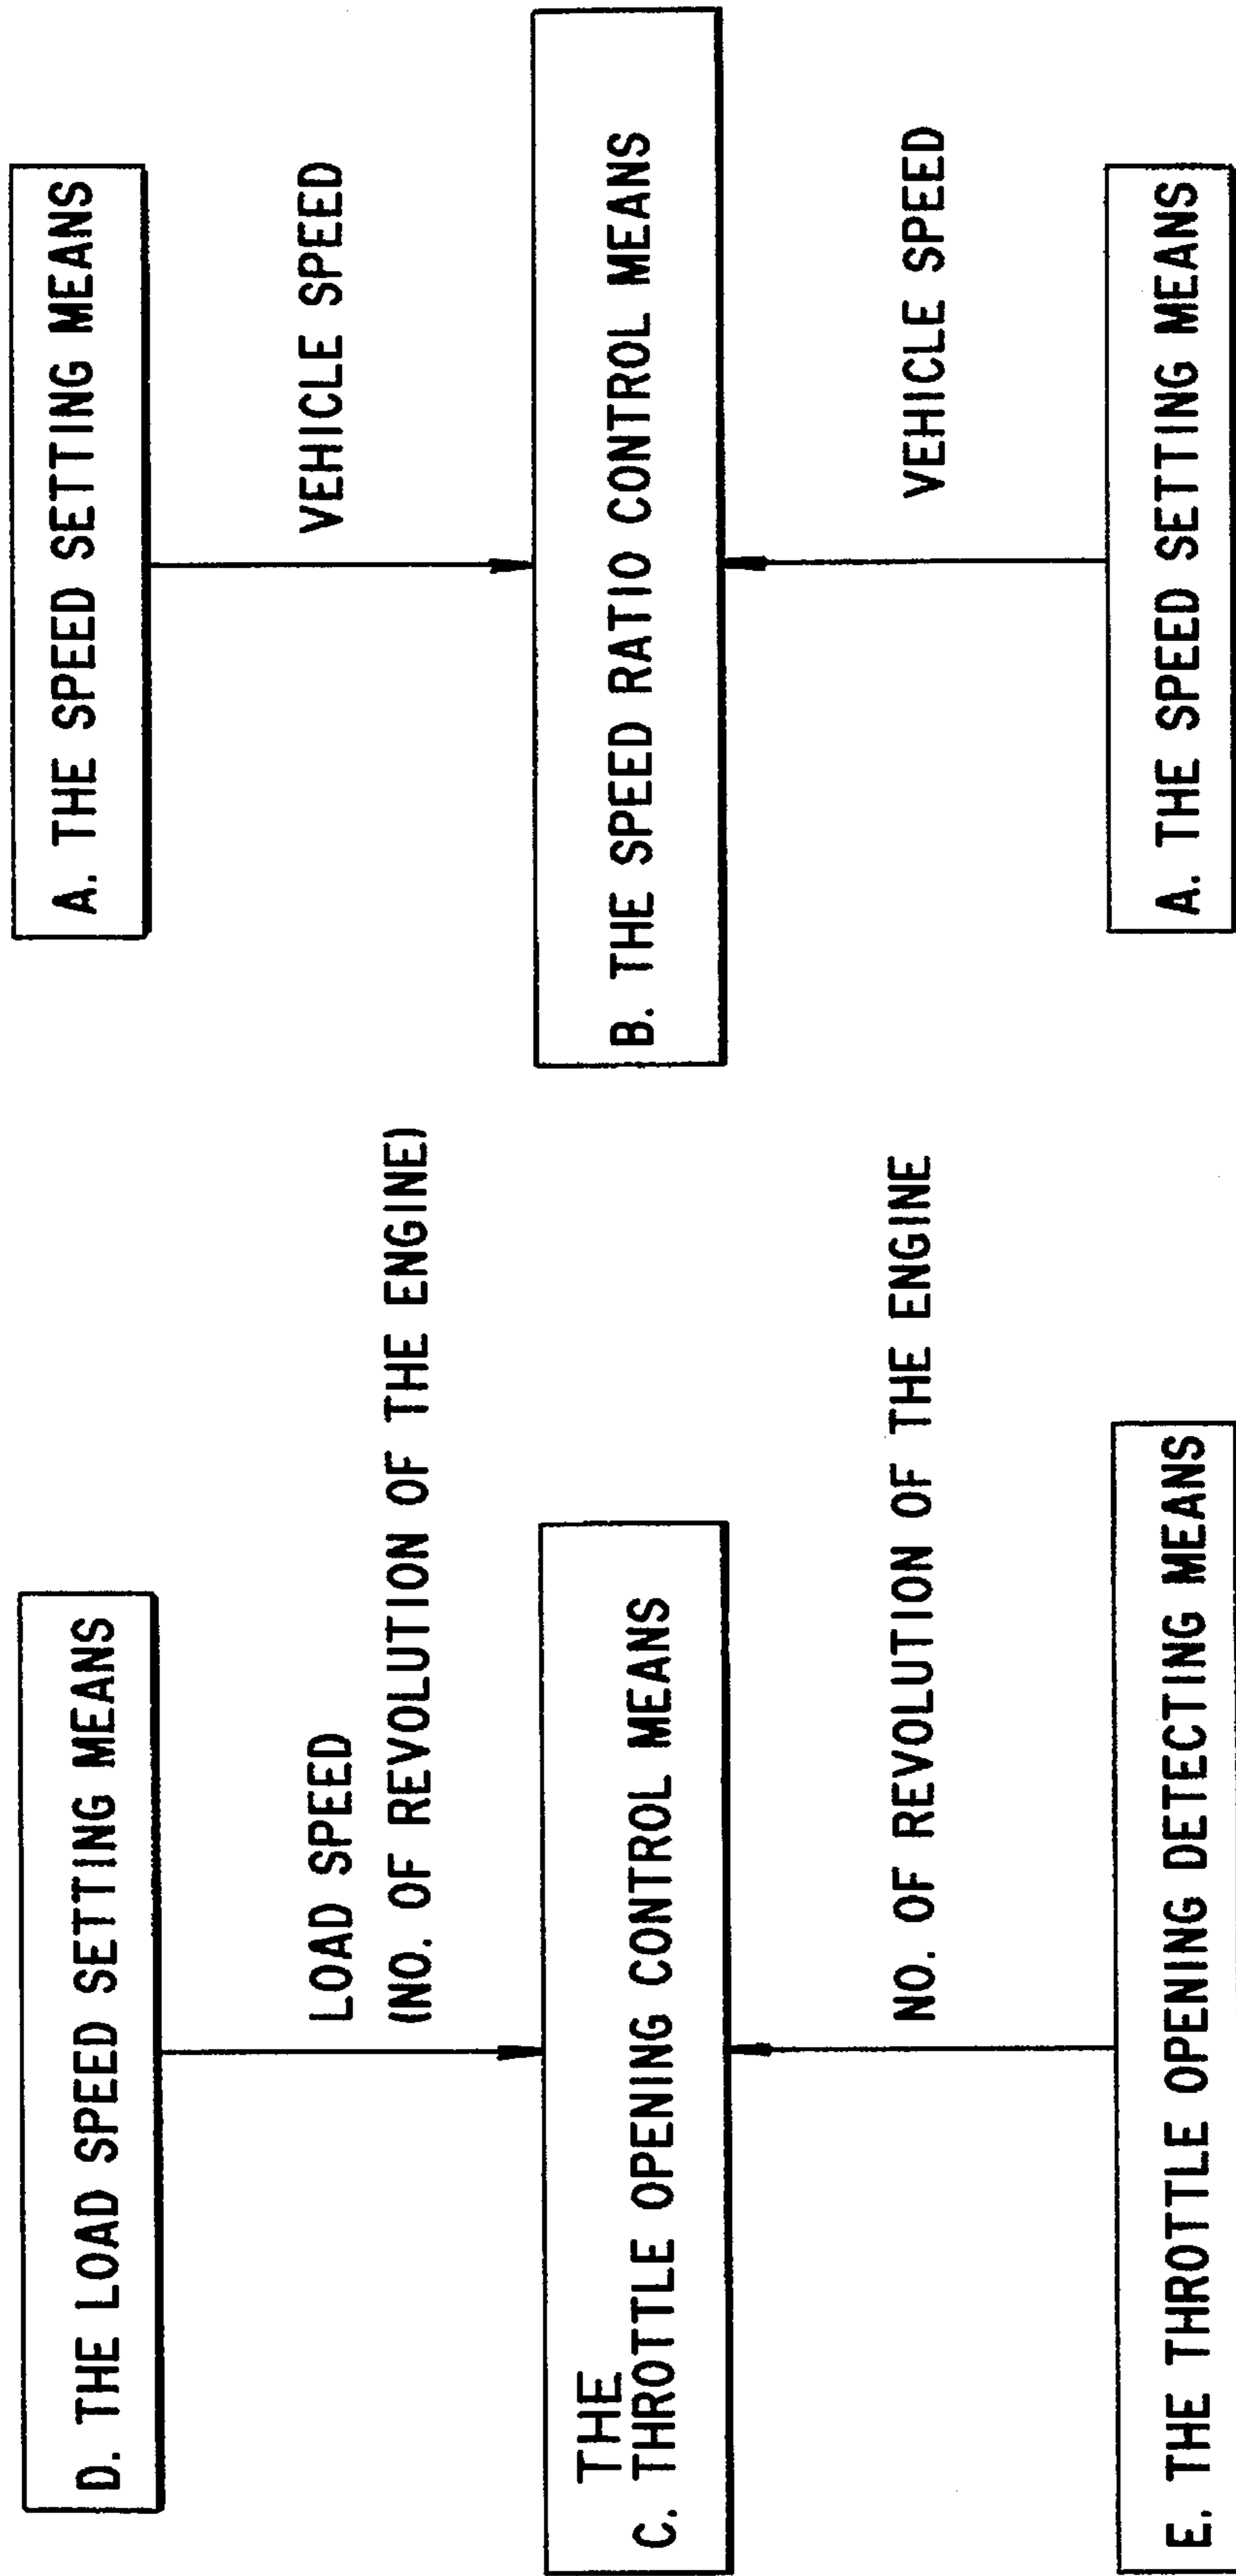 D. THE LOAD SPEED SETTING MEANS
LOAD SPEED
(NO. OF REVOLUTION OF THE ENGINE)
THE
C. THROTTLE OPENING CONTROL MEANS
NO. OF REVOLUTION OF THE ENGINE
E. THE THROTTLE OPENING DETECTING MEANS
A. THE SPEED SETTING MEANS
VEHICLE SPEED
B. THE SPEED RATIO CONTROL MEANS
VEHICLE SPEED
A. THE SPEED SETTING MEANS